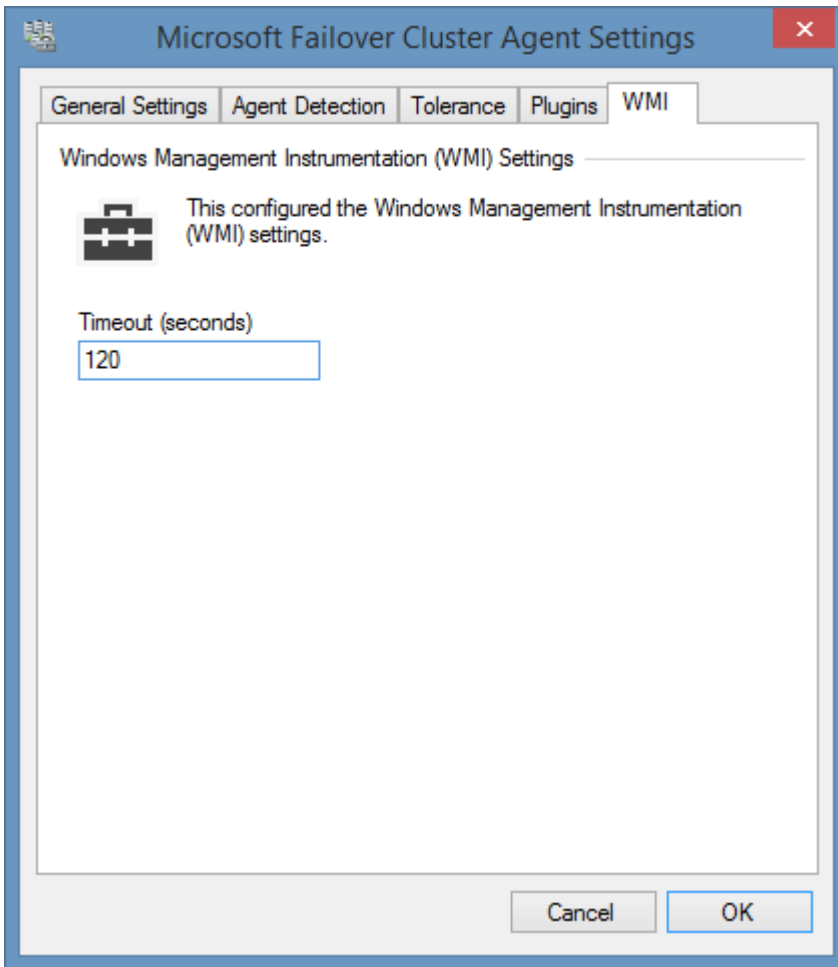 Microsoft Failover Cluster Agent Settings
General Settings Agent Detection Tolerance Plugins WMI
Windows Management Instrumentation (WMI) Settings
This configured the Windows Management Instrumentation
(WMI) settings.
Timeout (seconds)
120
Cancel OK